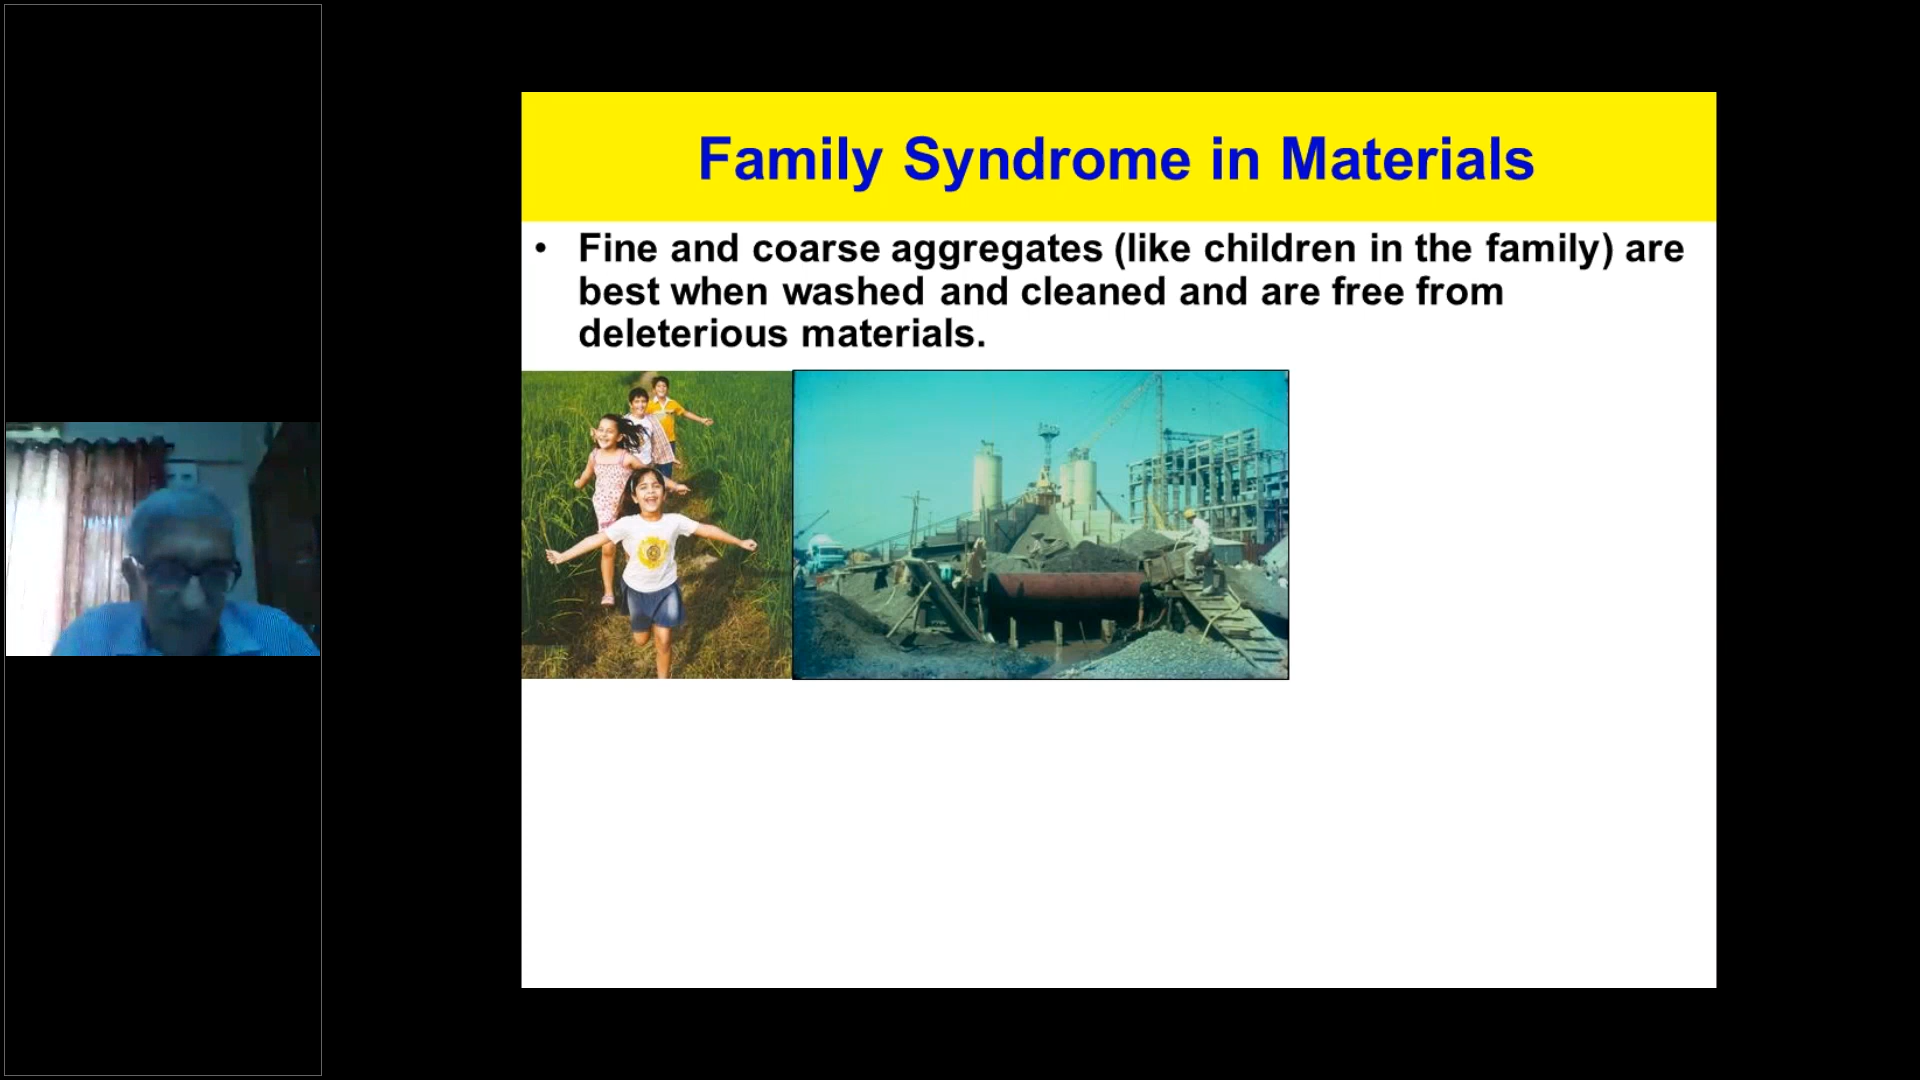 Family Syndrome in Materials
• Fine and coarse aggregates (like children in the family) are
best when washed and cleaned and are free from
deleterious materials.